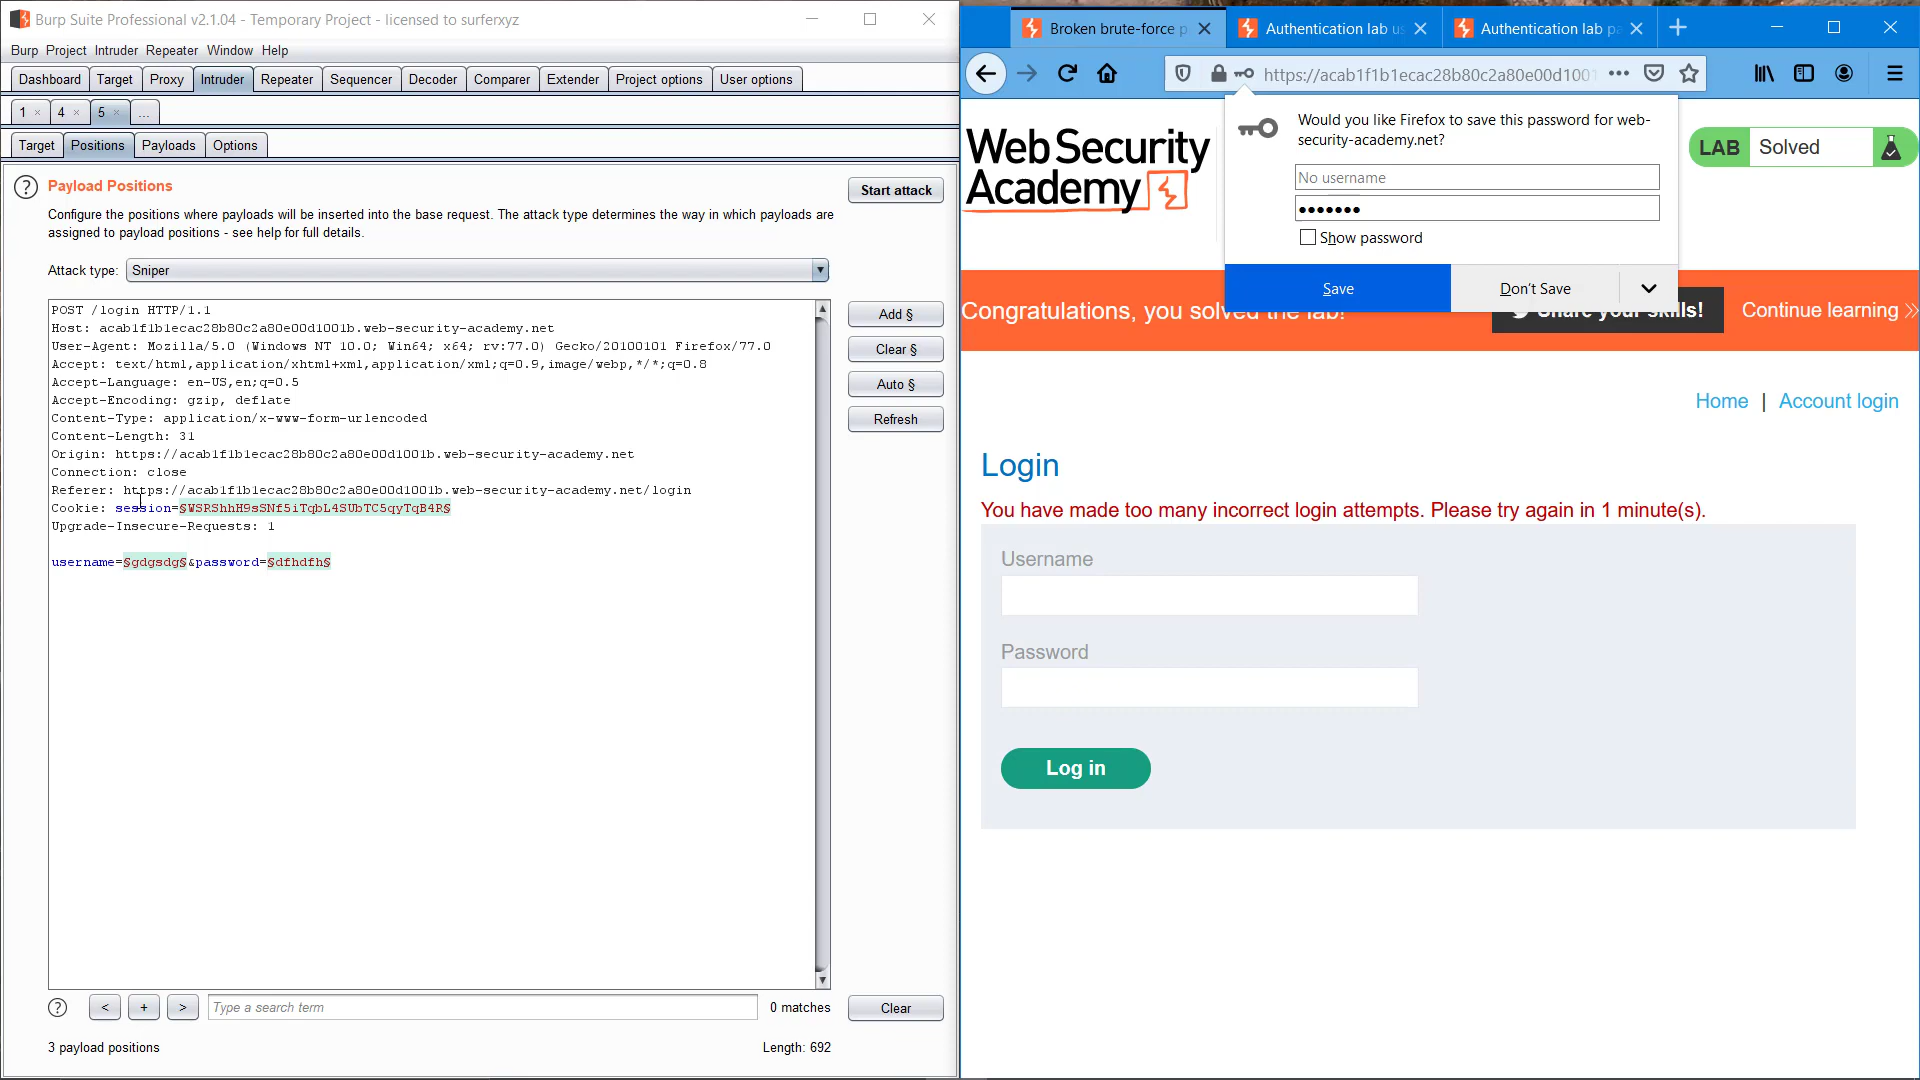 Burp Suite Professional v2.1.04 - Temporary Project - licensed to surferxyz
Burp Project Intruder Repeater Window Help
Dashboard Target Proxy Intruder Repeater Sequencer Decoder Comparer Extender Project options User options
1 × 4 × 5 × ...
Target Positions Payloads Options
? Payload Positions
Start attack
Configure the positions where payloads will be inserted into the base request. The attack type determines the way in which payloads are
assigned to payload positions - see help for full details.
Attack type: Sniper
POST /login HTTP/1.1
Host: acab1f1b1ecac28b80c2a80e00d1001b.web-security-academy.net
User-Agent: Mozilla/5.0 (Windows NT 10.0; Win64; x64; rv:77.0) Gecko/20100101 Firefox/77.0
Accept: text/html,application/xhtml+xml,application/xml;q=0.9,image/webp,*/*;q=0.8
Accept-Language: en-US,en;q=0.5
Accept-Encoding: gzip, deflate
Content-Type: application/x-www-form-urlencoded
Content-Length: 31
Origin: https://acab1f1b1ecac28b80c2a80e00d1001b.web-security-academy.net
Connection: close
Referer: https://acab1f1b1ecac28b80c2a80e00d1001b.web-security-academy.net/login
Cookie: session=§WSRShhH9sSNf5iTqbL4SUbTC5qyTqB4R§
Upgrade-Insecure-Requests: 1
username=§gdgsdg§&password=§dfhdfh§
Add §
Clear §
Auto §
Refresh
? < + > Type a search term 0 matches Clear
3 payload positions Length: 692
Broken brute-force p Authentication lab us Authentication lab pa
https://acab1f1b1ecac28b80c2a80e00d1001
Would you like Firefox to save this password for web-
security-academy.net?
No username
•••••••
Show password
Save Don't Save
Web Security
Academy
LAB Solved
Congratulations, you solved the lab!
Share your skills! Continue learning
Home | Account login
Login
You have made too many incorrect login attempts. Please try again in 1 minute(s).
Username
Password
Log in